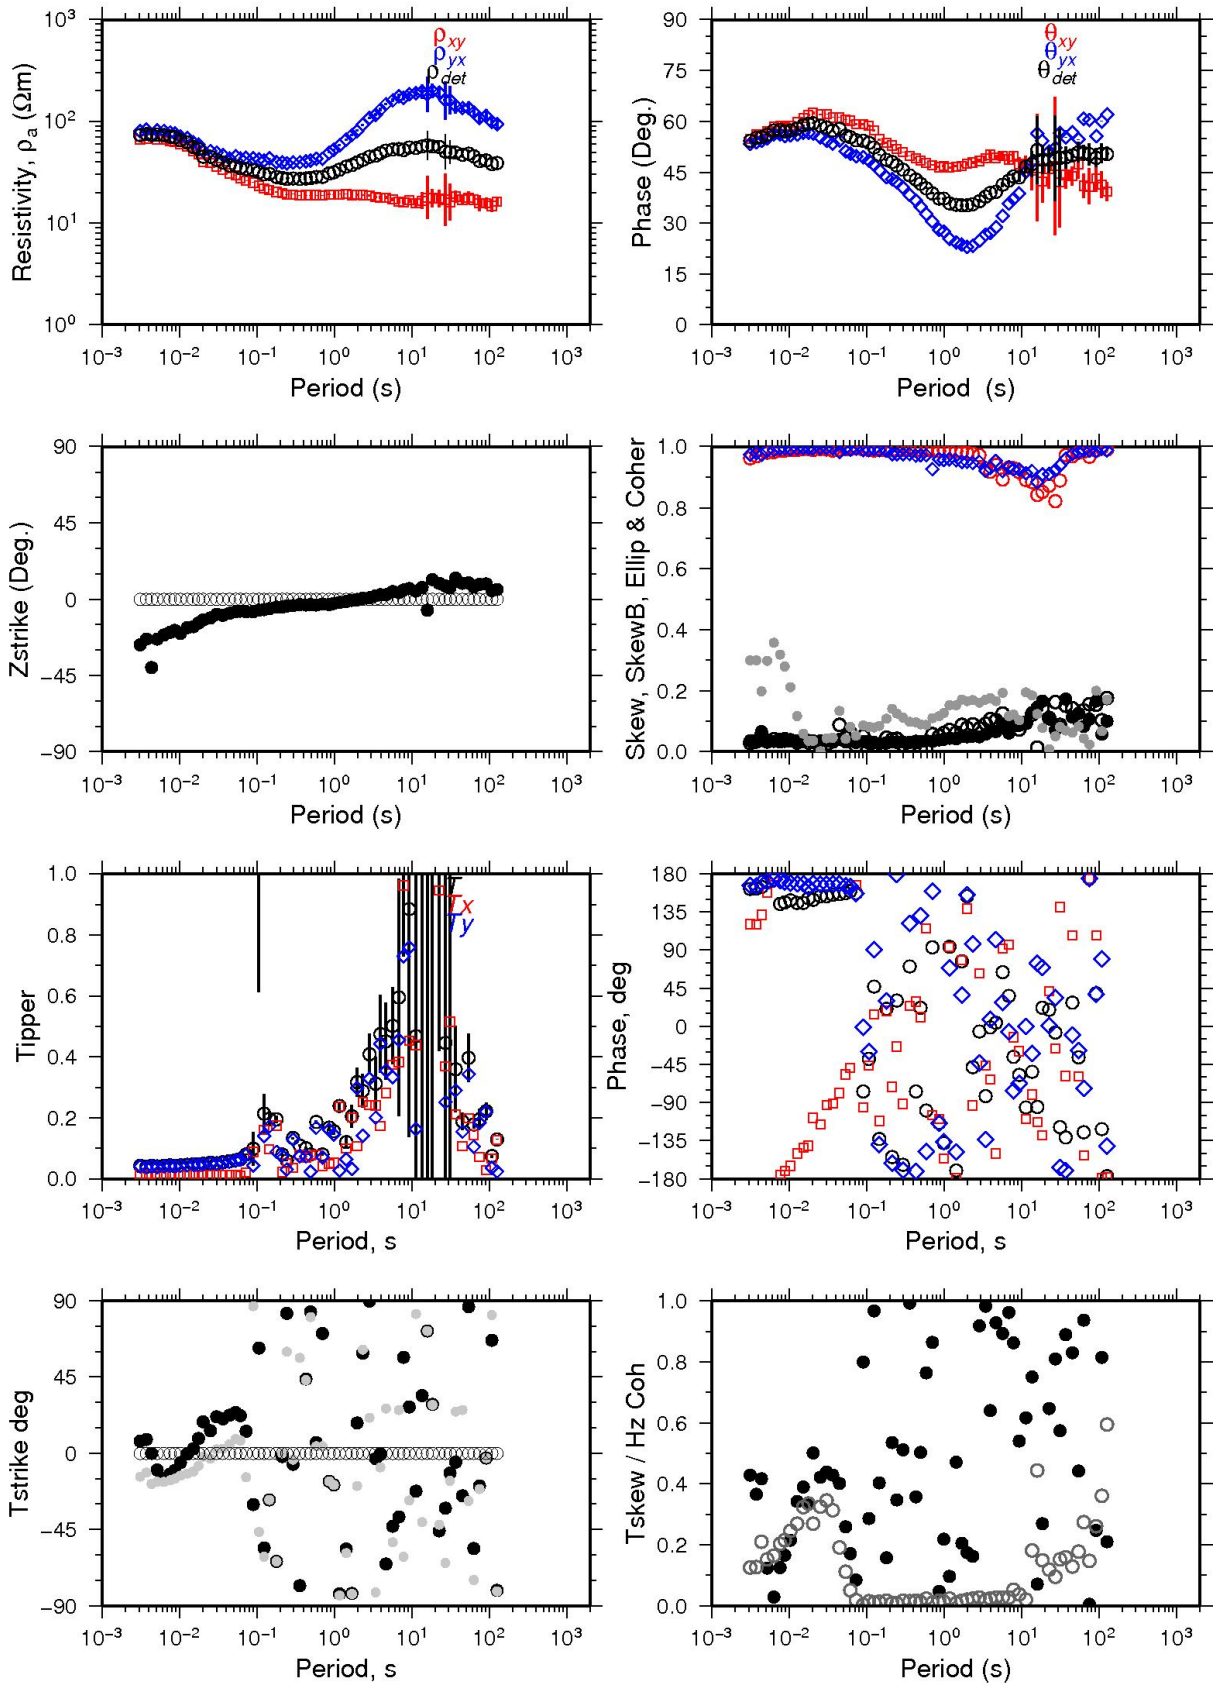 Resistivity, ρa (Ωm)
10³
10²
10¹
10⁰
ρxy
ρyx
ρdet
10⁻³ 10⁻² 10⁻¹ 10⁰ 10¹ 10² 10³
Period (s)
Phase (Deg.)
90
75
60
45
30
15
0
θxy
θyx
θdet
10⁻³ 10⁻² 10⁻¹ 10⁰ 10¹ 10² 10³
Period (s)
Zstrike (Deg.)
90
45
0
−45
−90
10⁻³ 10⁻² 10⁻¹ 10⁰ 10¹ 10² 10³
Period (s)
Skew, SkewB, Ellip & Coher
1.0
0.8
0.6
0.4
0.2
0.0
10⁻³ 10⁻² 10⁻¹ 10⁰ 10¹ 10² 10³
Period (s)
Tipper
1.0
0.8
0.6
0.4
0.2
0.0
T
Tx
Ty
10⁻³ 10⁻² 10⁻¹ 10⁰ 10¹ 10² 10³
Period, s
Phase, deg
180
135
90
45
0
−45
−90
−135
−180
10⁻³ 10⁻² 10⁻¹ 10⁰ 10¹ 10² 10³
Period, s
Tstrike deg
90
45
0
−45
−90
10⁻³ 10⁻² 10⁻¹ 10⁰ 10¹ 10² 10³
Period, s
Tskew / Hz Coh
1.0
0.8
0.6
0.4
0.2
0.0
10⁻³ 10⁻² 10⁻¹ 10⁰ 10¹ 10² 10³
Period (s)